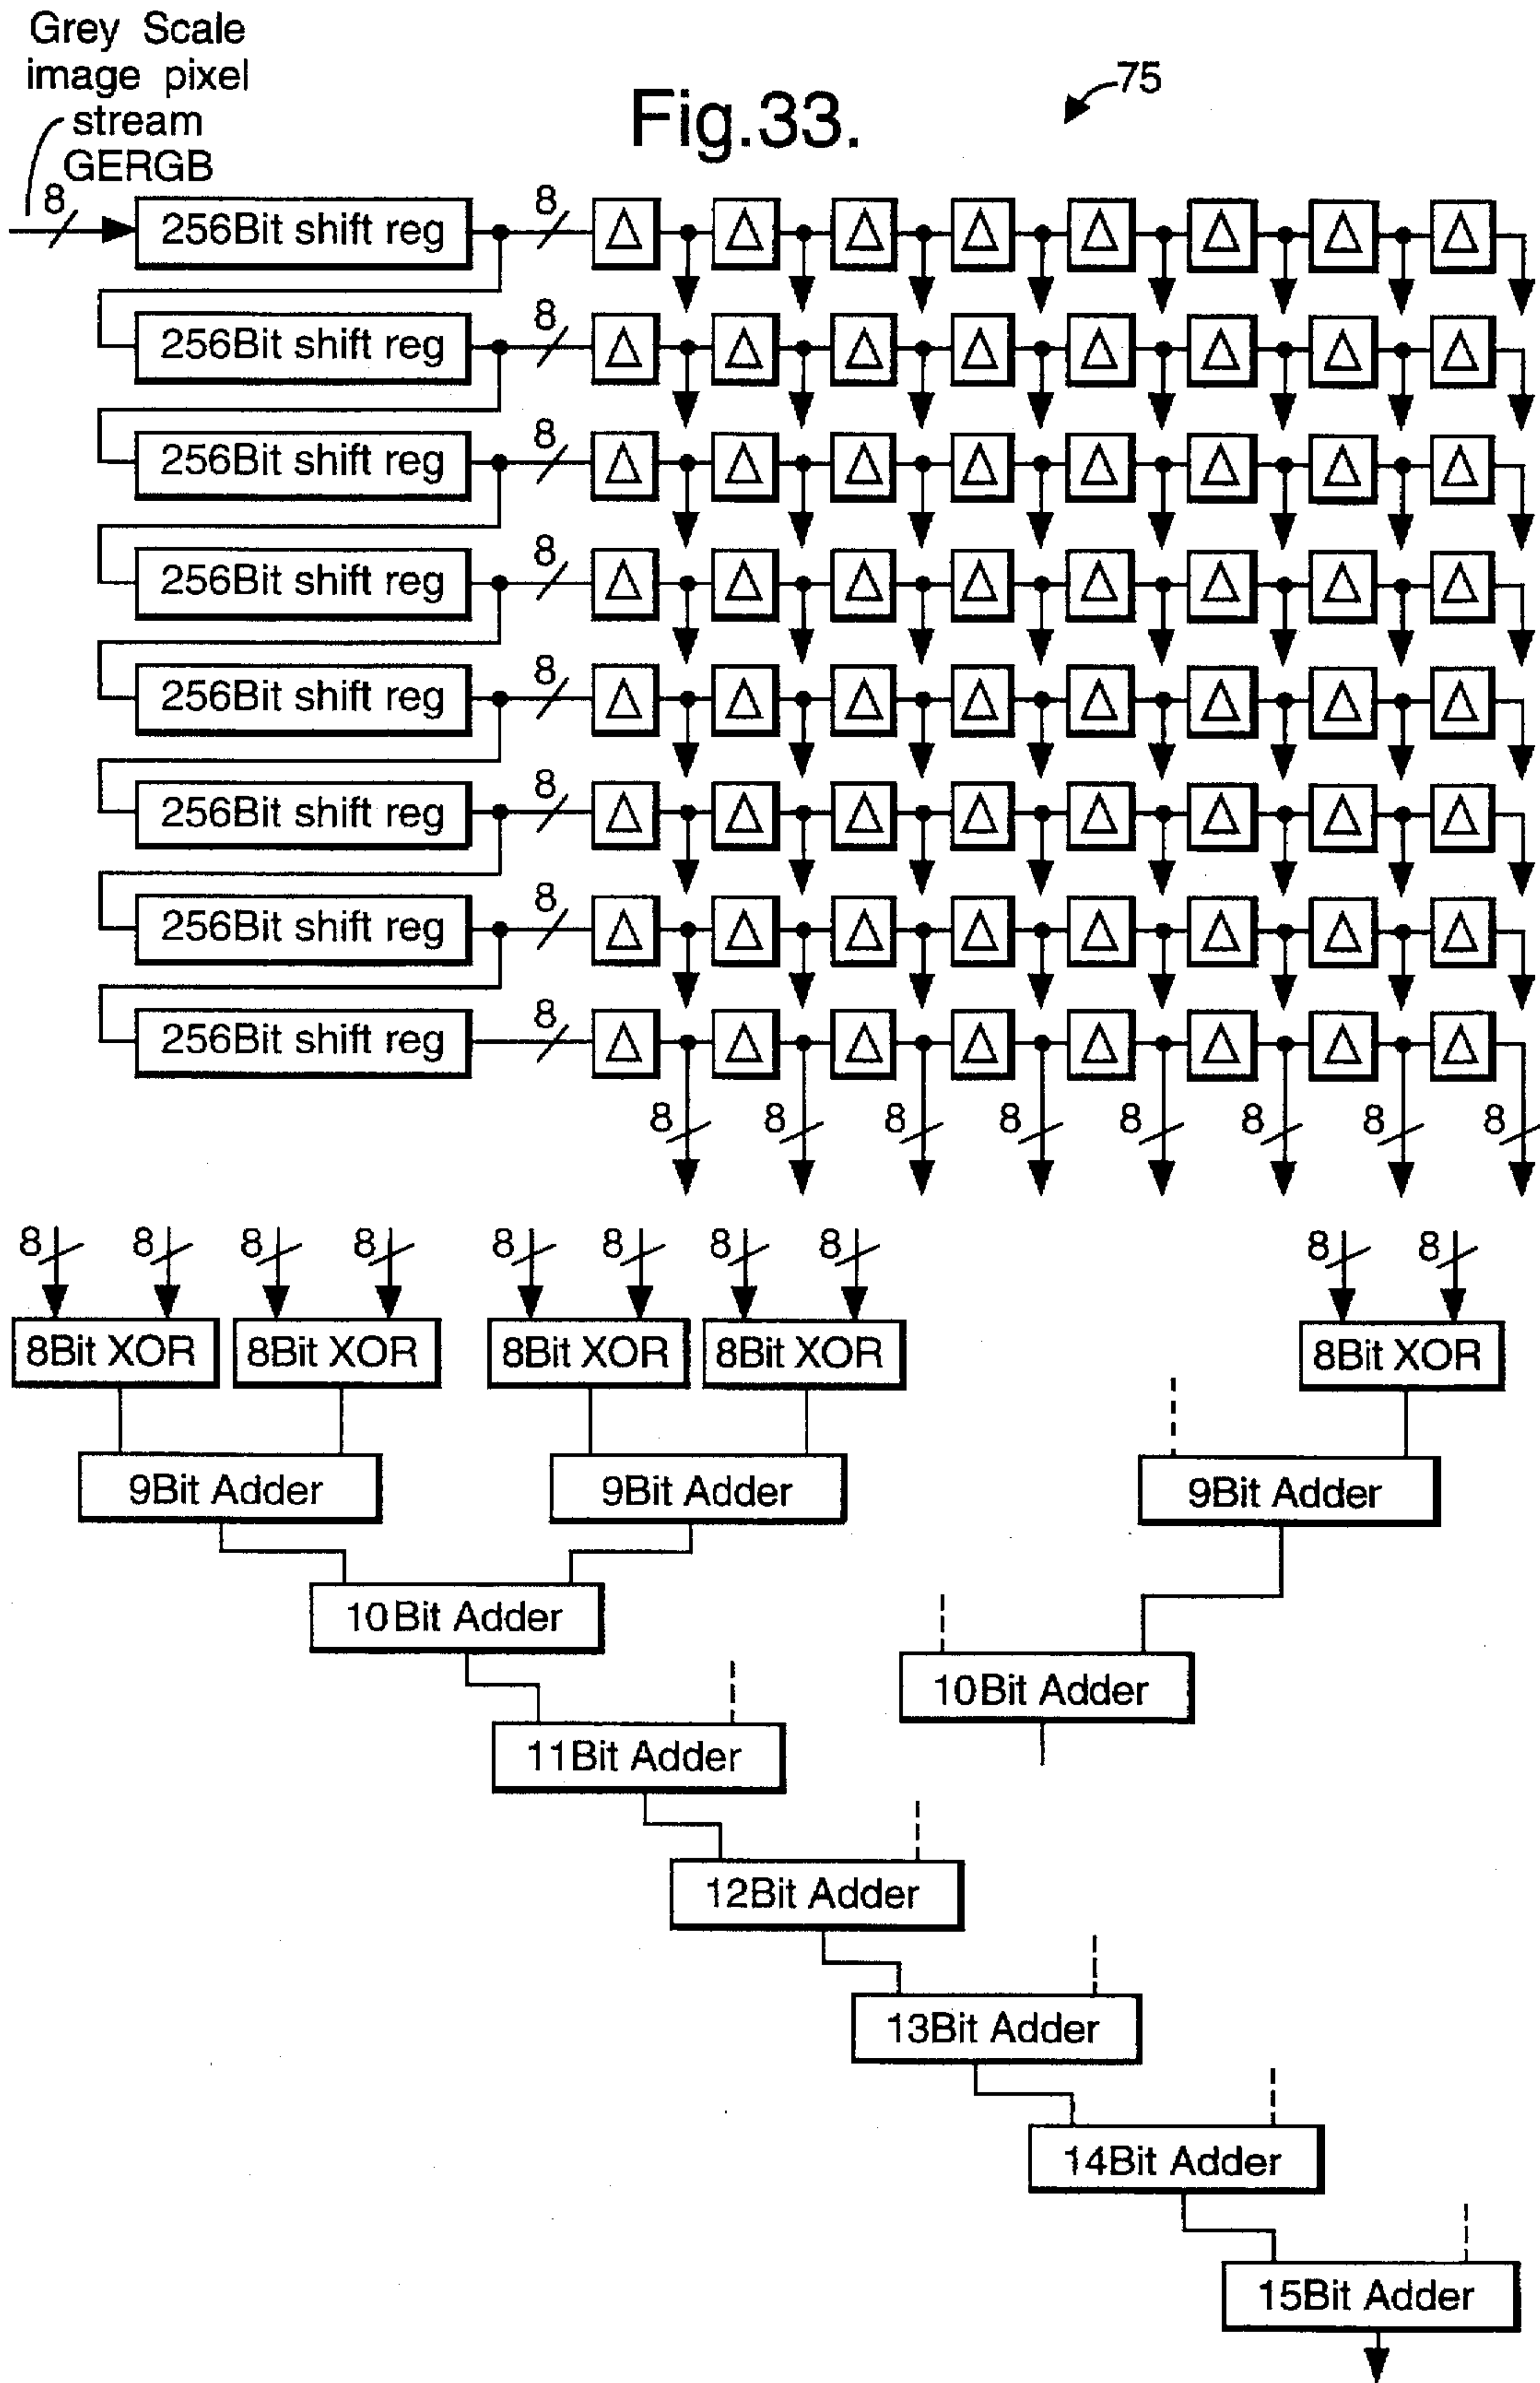 Grey Scale
image pixel
stream
GERGB
Fig.33.
75
8
256Bit shift reg
8
Δ Δ Δ Δ Δ Δ Δ Δ
256Bit shift reg
8
Δ Δ Δ Δ Δ Δ Δ Δ
256Bit shift reg
8
Δ Δ Δ Δ Δ Δ Δ Δ
256Bit shift reg
8
Δ Δ Δ Δ Δ Δ Δ Δ
256Bit shift reg
8
Δ Δ Δ Δ Δ Δ Δ Δ
256Bit shift reg
8
Δ Δ Δ Δ Δ Δ Δ Δ
256Bit shift reg
8
Δ Δ Δ Δ Δ Δ Δ Δ
256Bit shift reg
8
Δ Δ Δ Δ Δ Δ Δ Δ
8 8 8 8 8 8 8 8
8 8 8 8 8 8 8 8 8 8
8Bit XOR
8Bit XOR
8Bit XOR
8Bit XOR
8Bit XOR
9Bit Adder
9Bit Adder
9Bit Adder
10Bit Adder
10Bit Adder
11Bit Adder
12Bit Adder
13Bit Adder
14Bit Adder
15Bit Adder